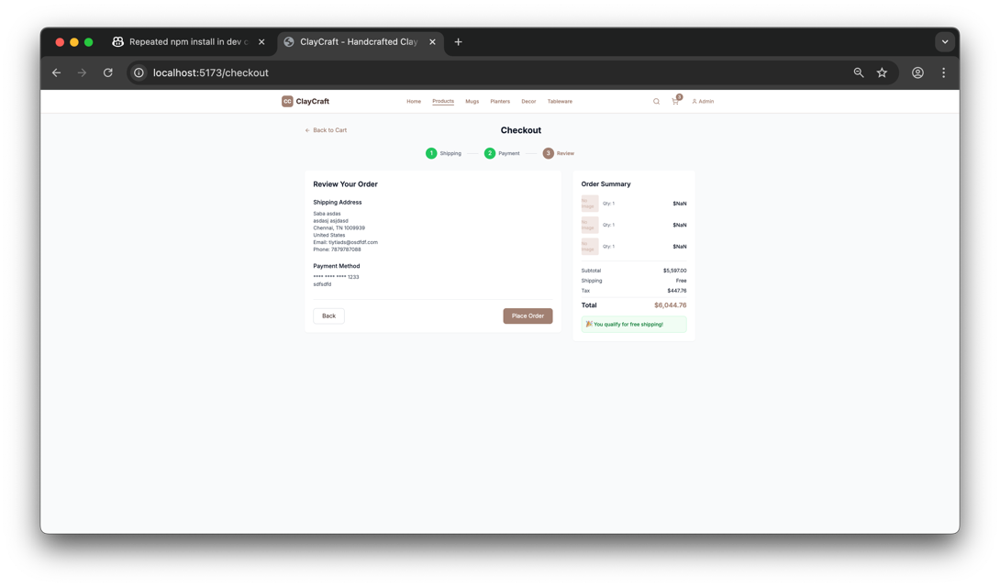 Repeated npm install in dev c
ClayCraft - Handcrafted Clay
localhost:5173/checkout
CC ClayCraft
Home Products Mugs Planters Decor Tableware
3
Admin
Back to Cart
Checkout
1 Shipping 2 Payment 3 Review
Review Your Order
Shipping Address
Saba asdas
asdasj asjdasd
Chennai, TN 1009939
United States
Email: tiytiads@osdfdf.com
Phone: 7879787088
Payment Method
**** **** **** 1233
sdfsdfd
Back
Place Order
Order Summary
No
Image
Qty: 1 $NaN
No
Image
Qty: 1 $NaN
No
Image
Qty: 1 $NaN
Subtotal $5,597.00
Shipping Free
Tax $447.76
Total $6,044.76
🎉 You qualify for free shipping!